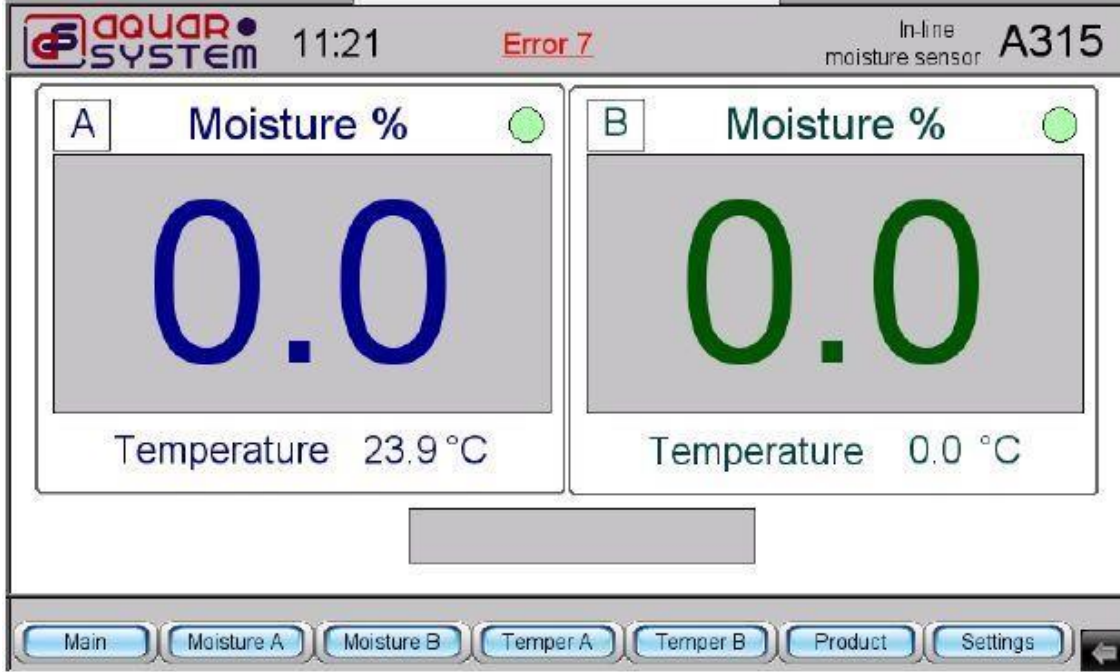 AQUAR SYSTEM
11:21
Error 7
In-line
moisture sensor
A315
A
Moisture %
0.0
Temperature 23.9 °C
B
Moisture %
0.0
Temperature 0.0 °C
Main
Moisture A
Moisture B
Temper A
Temper B
Product
Settings